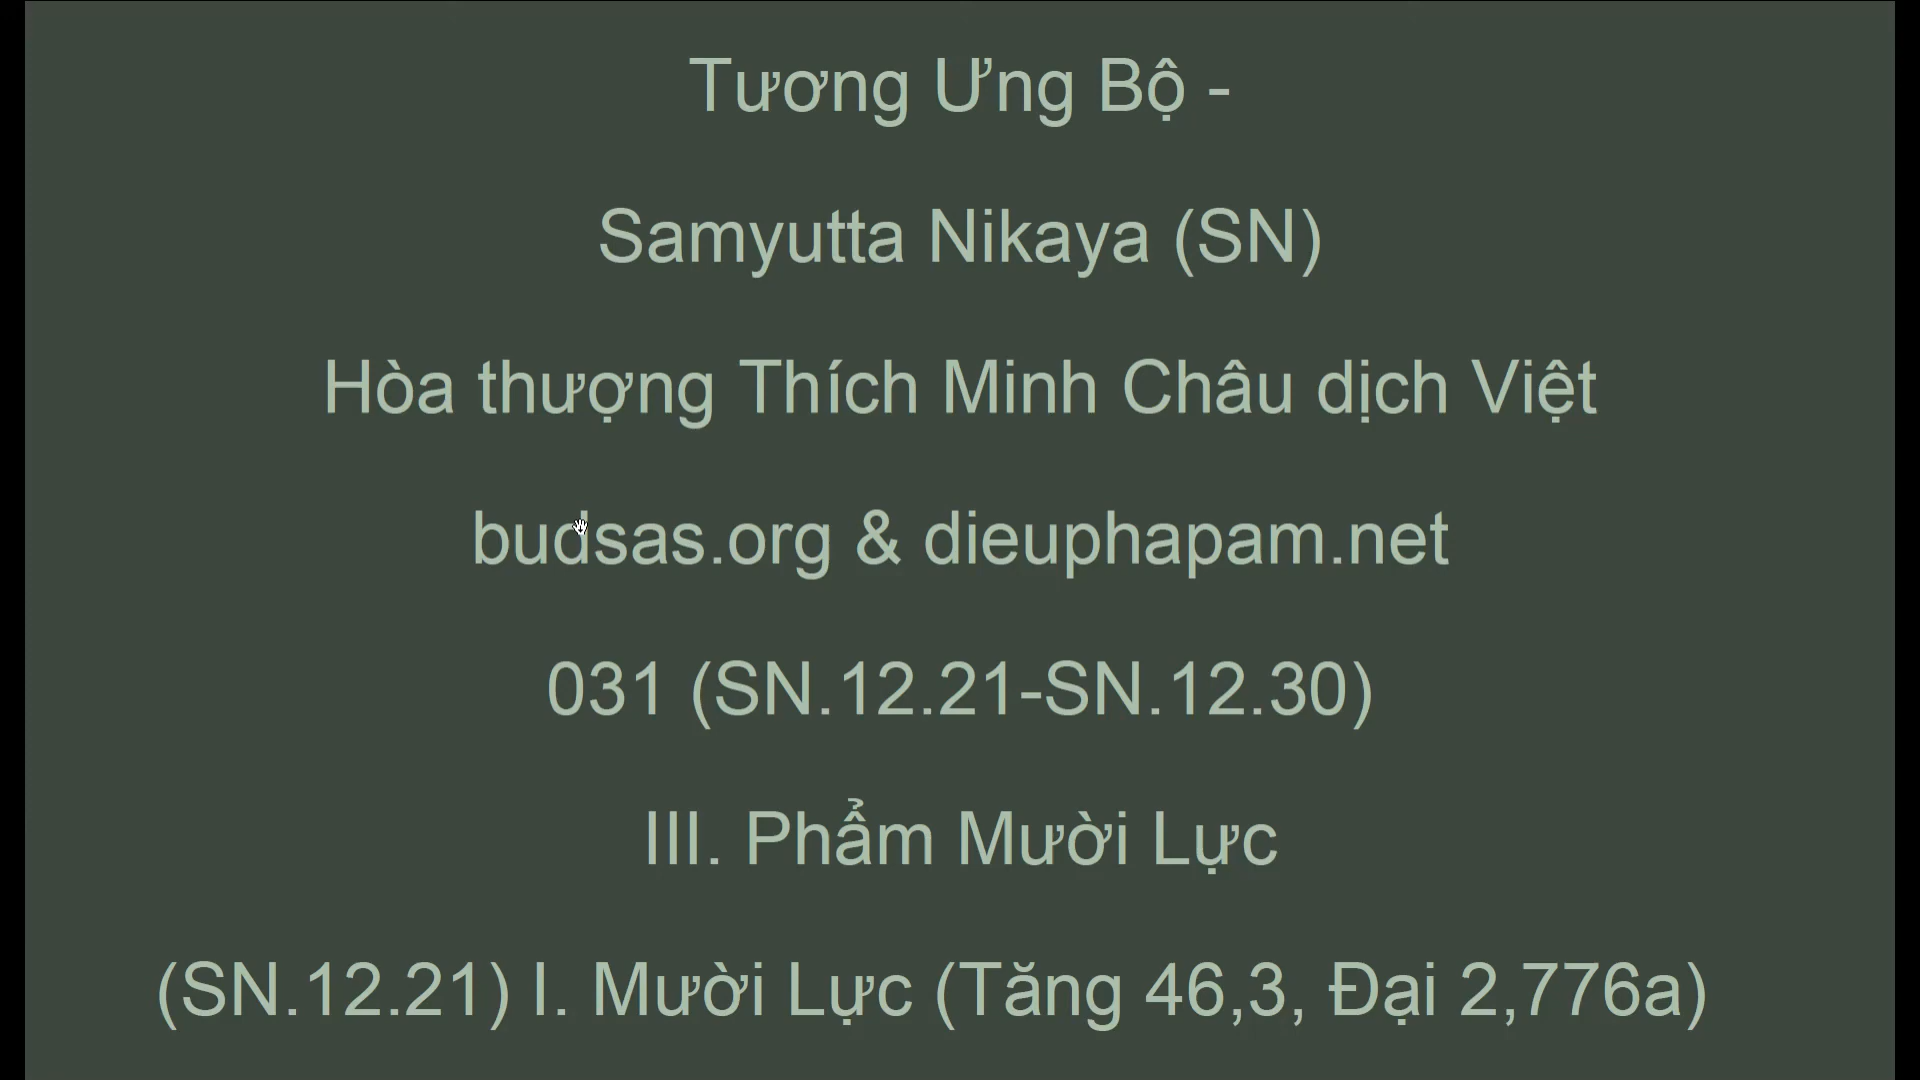 Tương Ưng Bộ -
Samyutta Nikaya (SN)
Hòa thượng Thích Minh Châu dịch Việt
budsas.org & dieuphapam.net
031 (SN.12.21-SN.12.30)
III. Phẩm Mười Lực
(SN.12.21) I. Mười Lực (Tăng 46,3, Đại 2,776a)